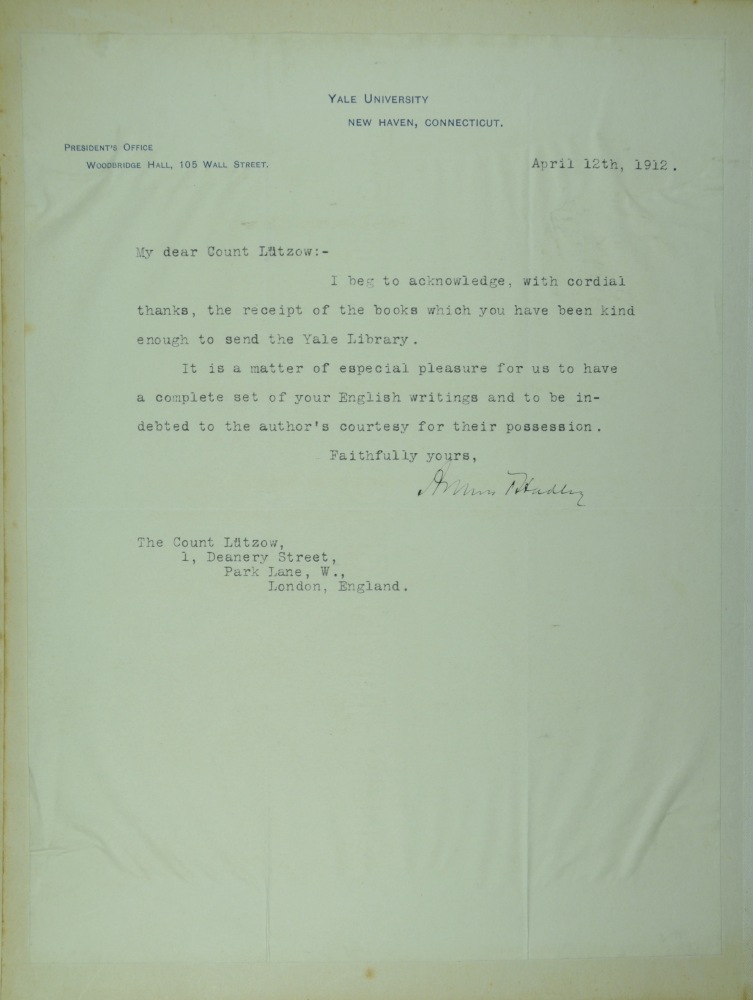 YALE UNIVERSITY
NEW HAVEN, CONNECTICUT.
PRESIDENT'S OFFICE
WOODBRIDGE HALL, 105 WALL STREET.
April 12th, 1912.
My dear Count Lützow:-
I beg to acknowledge, with cordial
thanks, the receipt of the books which you have been kind
enough to send the Yale Library.
It is a matter of especial pleasure for us to have
a complete set of your English writings and to be in-
debted to the author's courtesy for their possession.
Faithfully yours,
Arthur T Hadley
The Count Lützow,
1, Deanery Street,
Park Lane, W.,
London, England.